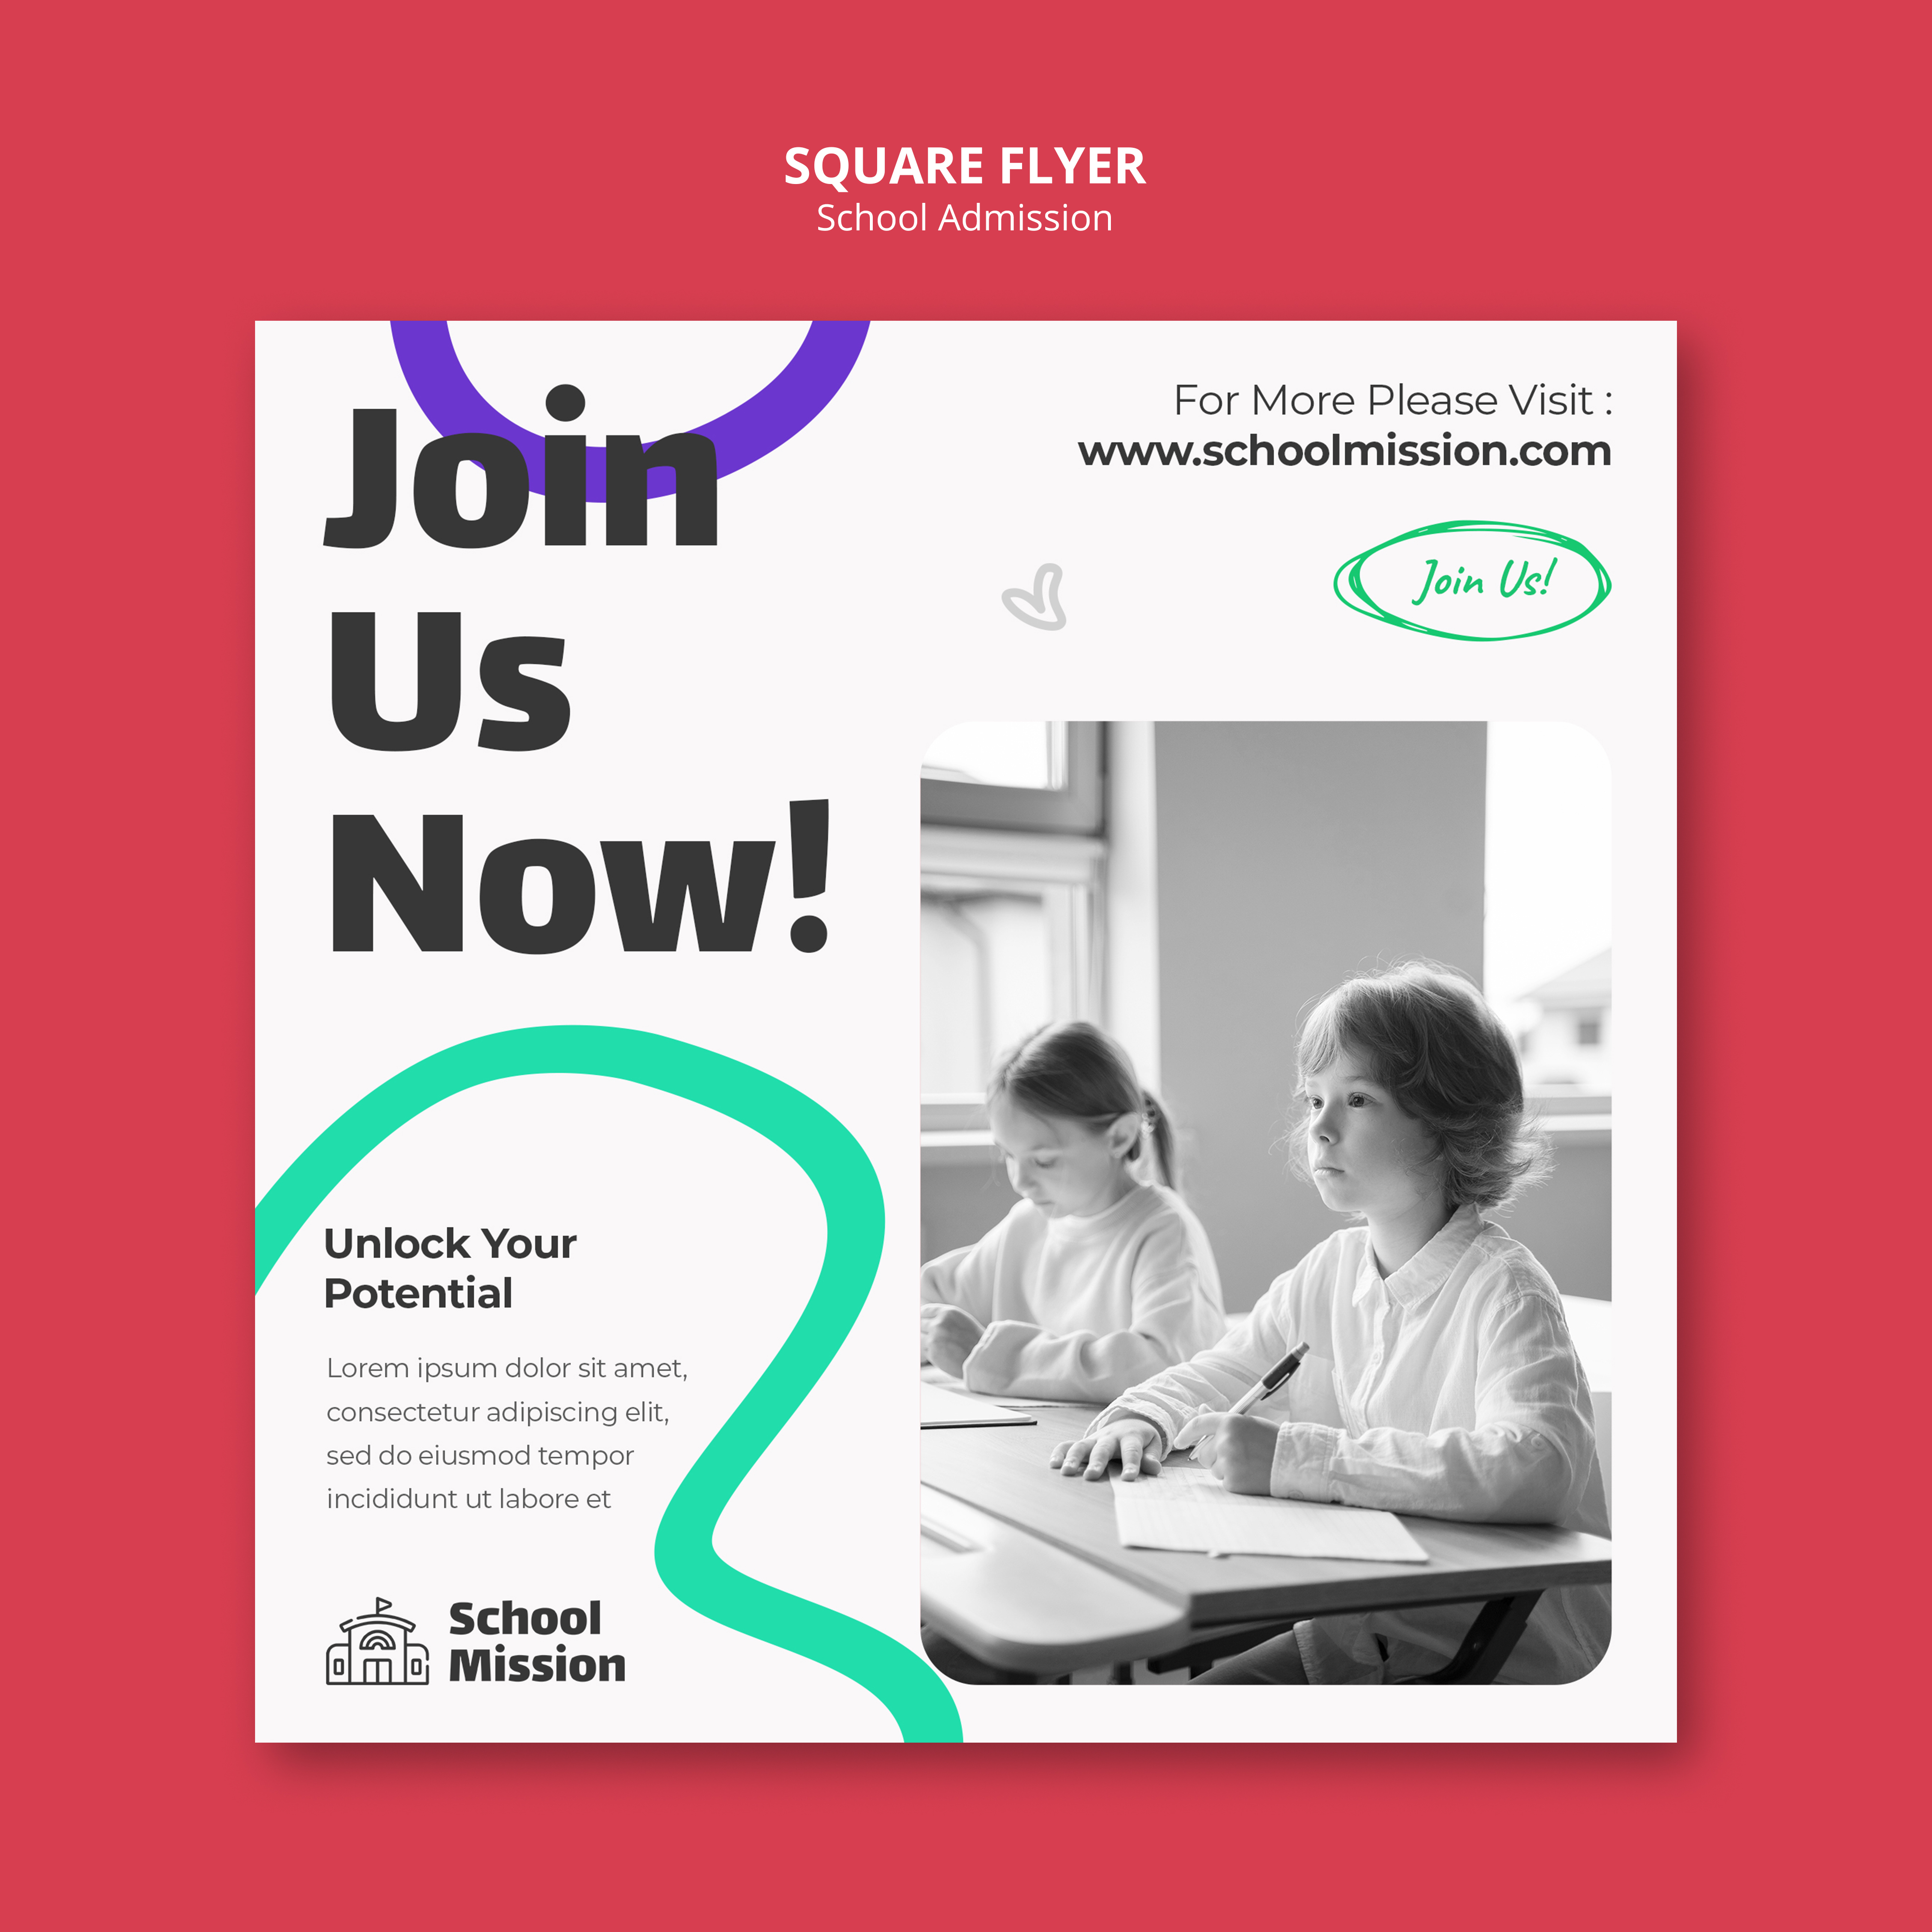 SQUARE FLYER
School Admission
Join
Us
Now!
For More Please Visit :
www.schoolmission.com
Join Us!
Unlock Your
Potential
Lorem ipsum dolor sit amet,
consectetur adipiscing elit,
sed do eiusmod tempor
incididunt ut labore et
School
Mission